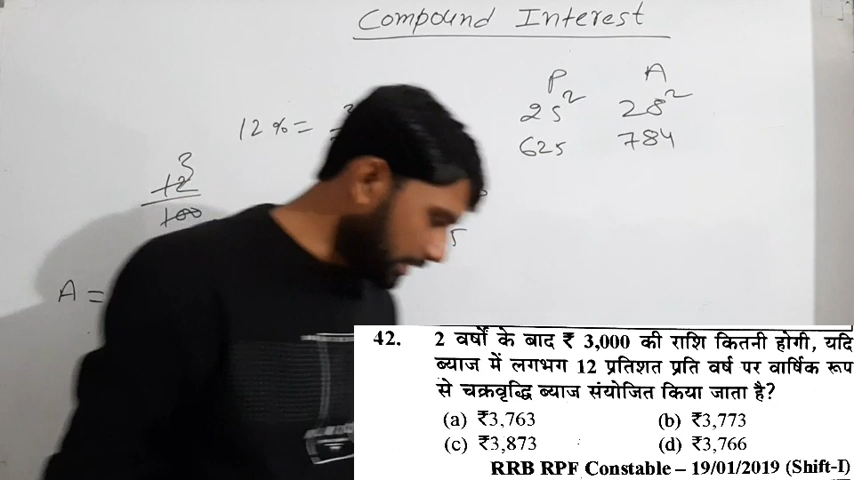 Compound Interest
P A
25² 28²
12% =
625 784
3
12
100
5
A =
42. 2 वर्षों के बाद ₹ 3,000 की राशि कितनी होगी, यदि
ब्याज में लगभग 12 प्रतिशत प्रति वर्ष पर वार्षिक रूप
से चक्रवृद्धि ब्याज संयोजित किया जाता है?
(a) ₹3,763 (b) ₹3,773
(c) ₹3,873 (d) ₹3,766
RRB RPF Constable – 19/01/2019 (Shift-I)